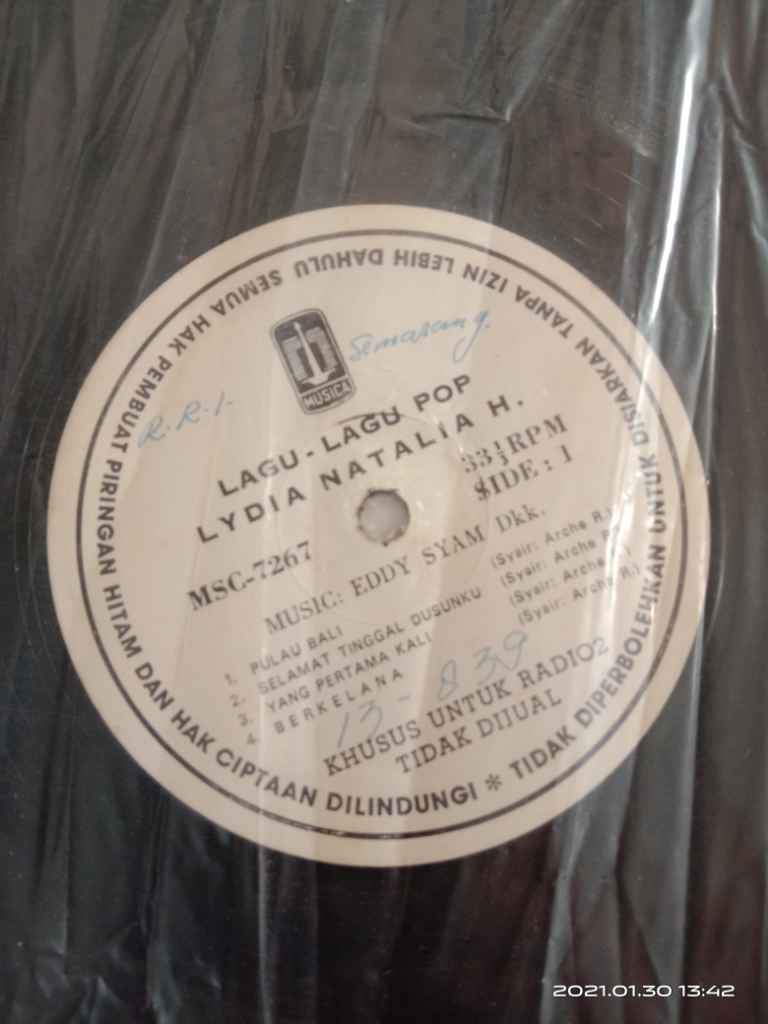 SEMUA HAK PEMBUAT PIRINGAN HITAM DAN HAK CIPTAAN DILINDUNGI * TIDAK DIPERBOLEHKAN UNTUK DISIARKAN TANPA IZIN LEBIH DAHULU
MUSICA
R.R.I. Semarang.
LAGU-LAGU POP
LYDIA NATALIA H.
33⅓ RPM
MSC-7267
SIDE : 1
MUSIC: EDDY SYAM Dkk.
1. PULAU BALI (Syair: Arche R.)
2. SELAMAT TINGGAL DUSUNKU (Syair: Arche R.)
3. YANG PERTAMA KALI (Syair: Arche R.)
4. BERKELANA (Syair: Arche R.)
13-839
KHUSUS UNTUK RADIO2
TIDAK DIJUAL
2021.01.30 13:42